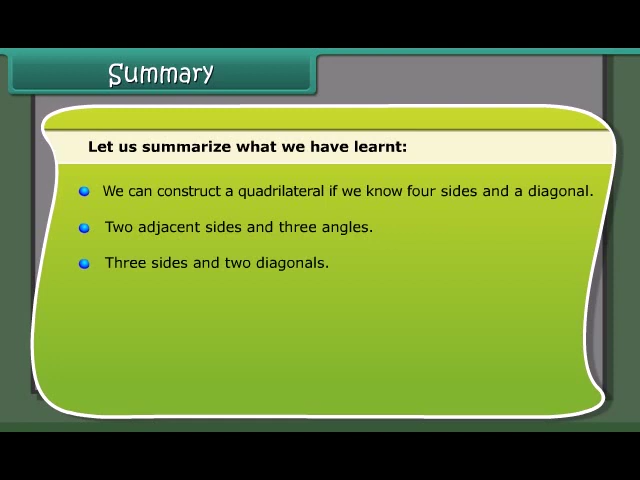 Summary
Let us summarize what we have learnt:
We can construct a quadrilateral if we know four sides and a diagonal.
Two adjacent sides and three angles.
Three sides and two diagonals.